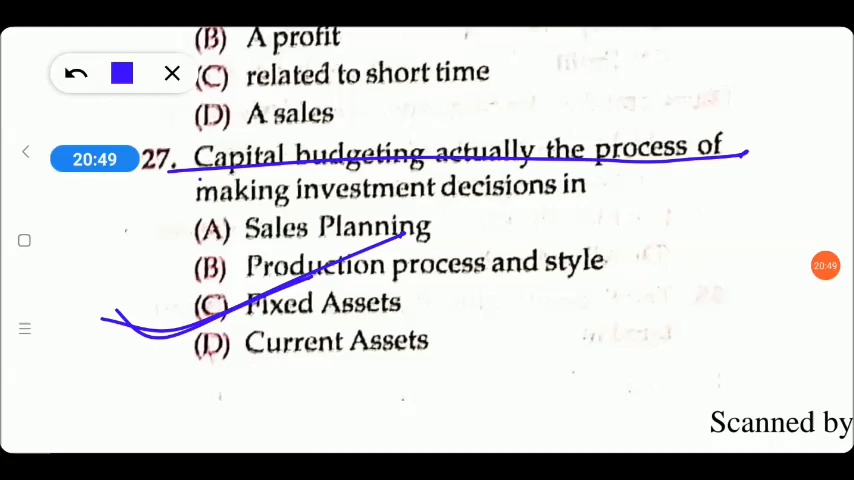 (B) A profit
(C) related to short time
(D) A sales
20:49
27. Capital budgeting actually the process of
making investment decisions in
(A) Sales Planning
(B) Production process and style
20:49
(C) Fixed Assets
(D) Current Assets
Scanned by